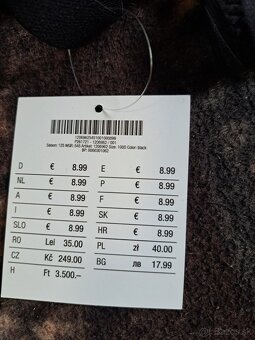 D € 8.99 E € 8.99
NL € 8.99 P € 8.99
A € 8.99 F € 8.99
I € 8.99 SK € 8.99
SLO € 8.99 HR € 8.99
RO Lei 35.00 PL zł 40.00
CZ Kč 249.00 BG лв 17.99
H Ft 3.500.–